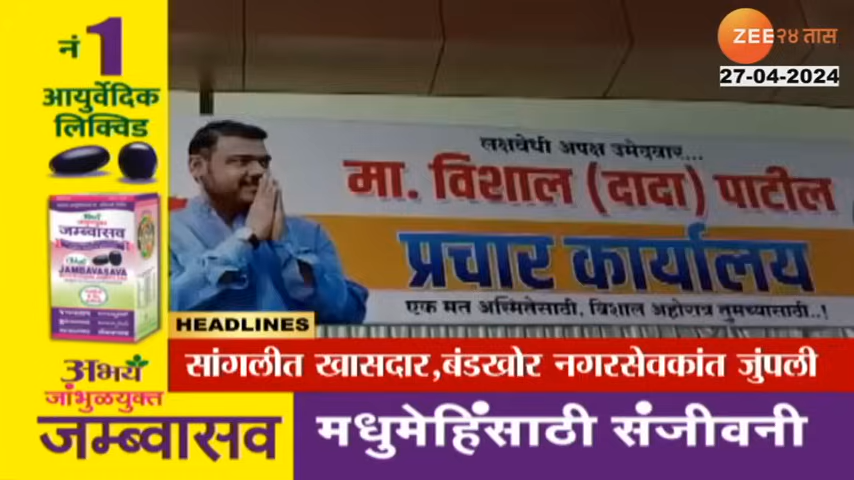 नं 1
आयुर्वेदिक
लिक्विड
जम्ब्वासव
JAMBAVASAVA
अभय
जांभुळयुक्त
जम्ब्वासव
ZEE २४ तास
27-04-2024
लक्षवेधी अपक्ष उमेदवार...
मा. विशाल (दादा) पाटील
प्रचार कार्यालय
एक मत अस्मितेसाठी, विशाल अहोरात्र तुमच्यासाठी..!
HEADLINES
सांगलीत खासदार,बंडखोर नगरसेवकांत जुंपली
मधुमेहिंसाठी संजीवनी